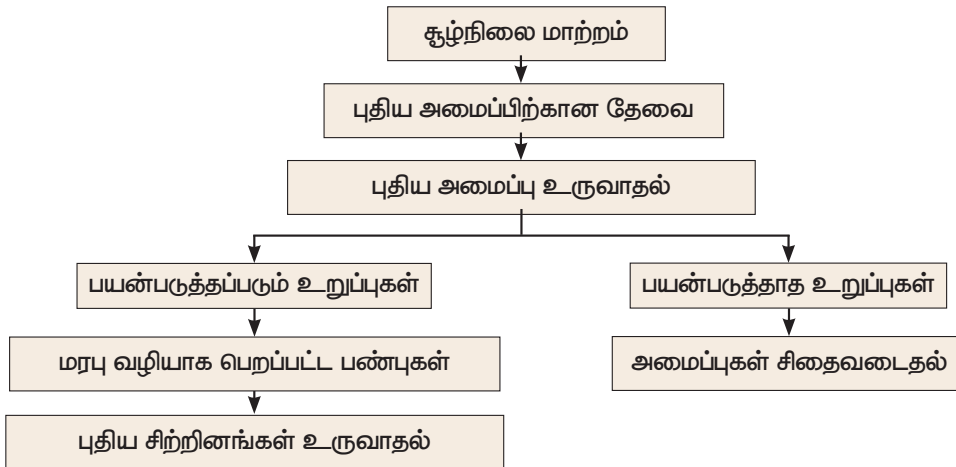 சூழ்நிலை மாற்றம்
புதிய அமைப்பிற்கான தேவை
புதிய அமைப்பு உருவாதல்
பயன்படுத்தப்படும் உறுப்புகள்
பயன்படுத்தாத உறுப்புகள்
மரபு வழியாக பெறப்பட்ட பண்புகள்
அமைப்புகள் சிதைவடைதல்
புதிய சிற்றினங்கள் உருவாதல்